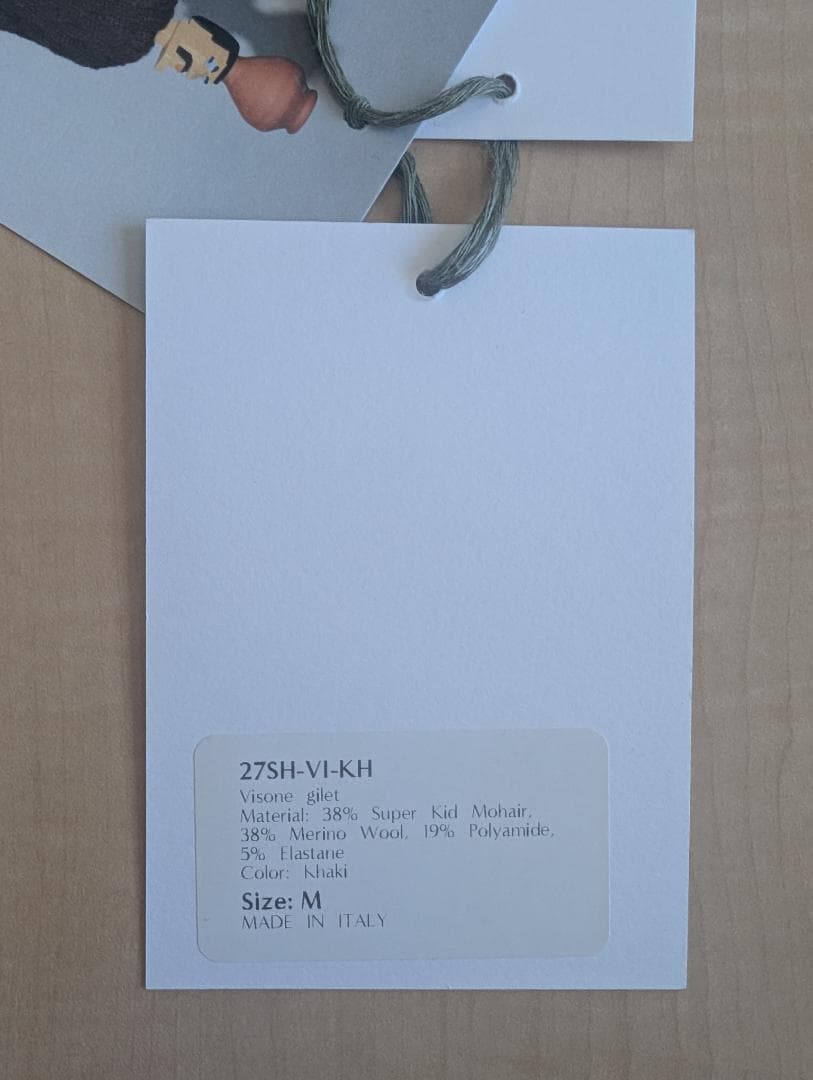 27SH-VI-KH
Visone gilet
Material: 38% Super Kid Mohair,
38% Merino Wool, 19% Polyamide,
5% Elastane
Color: Khaki
Size: M
MADE IN ITALY